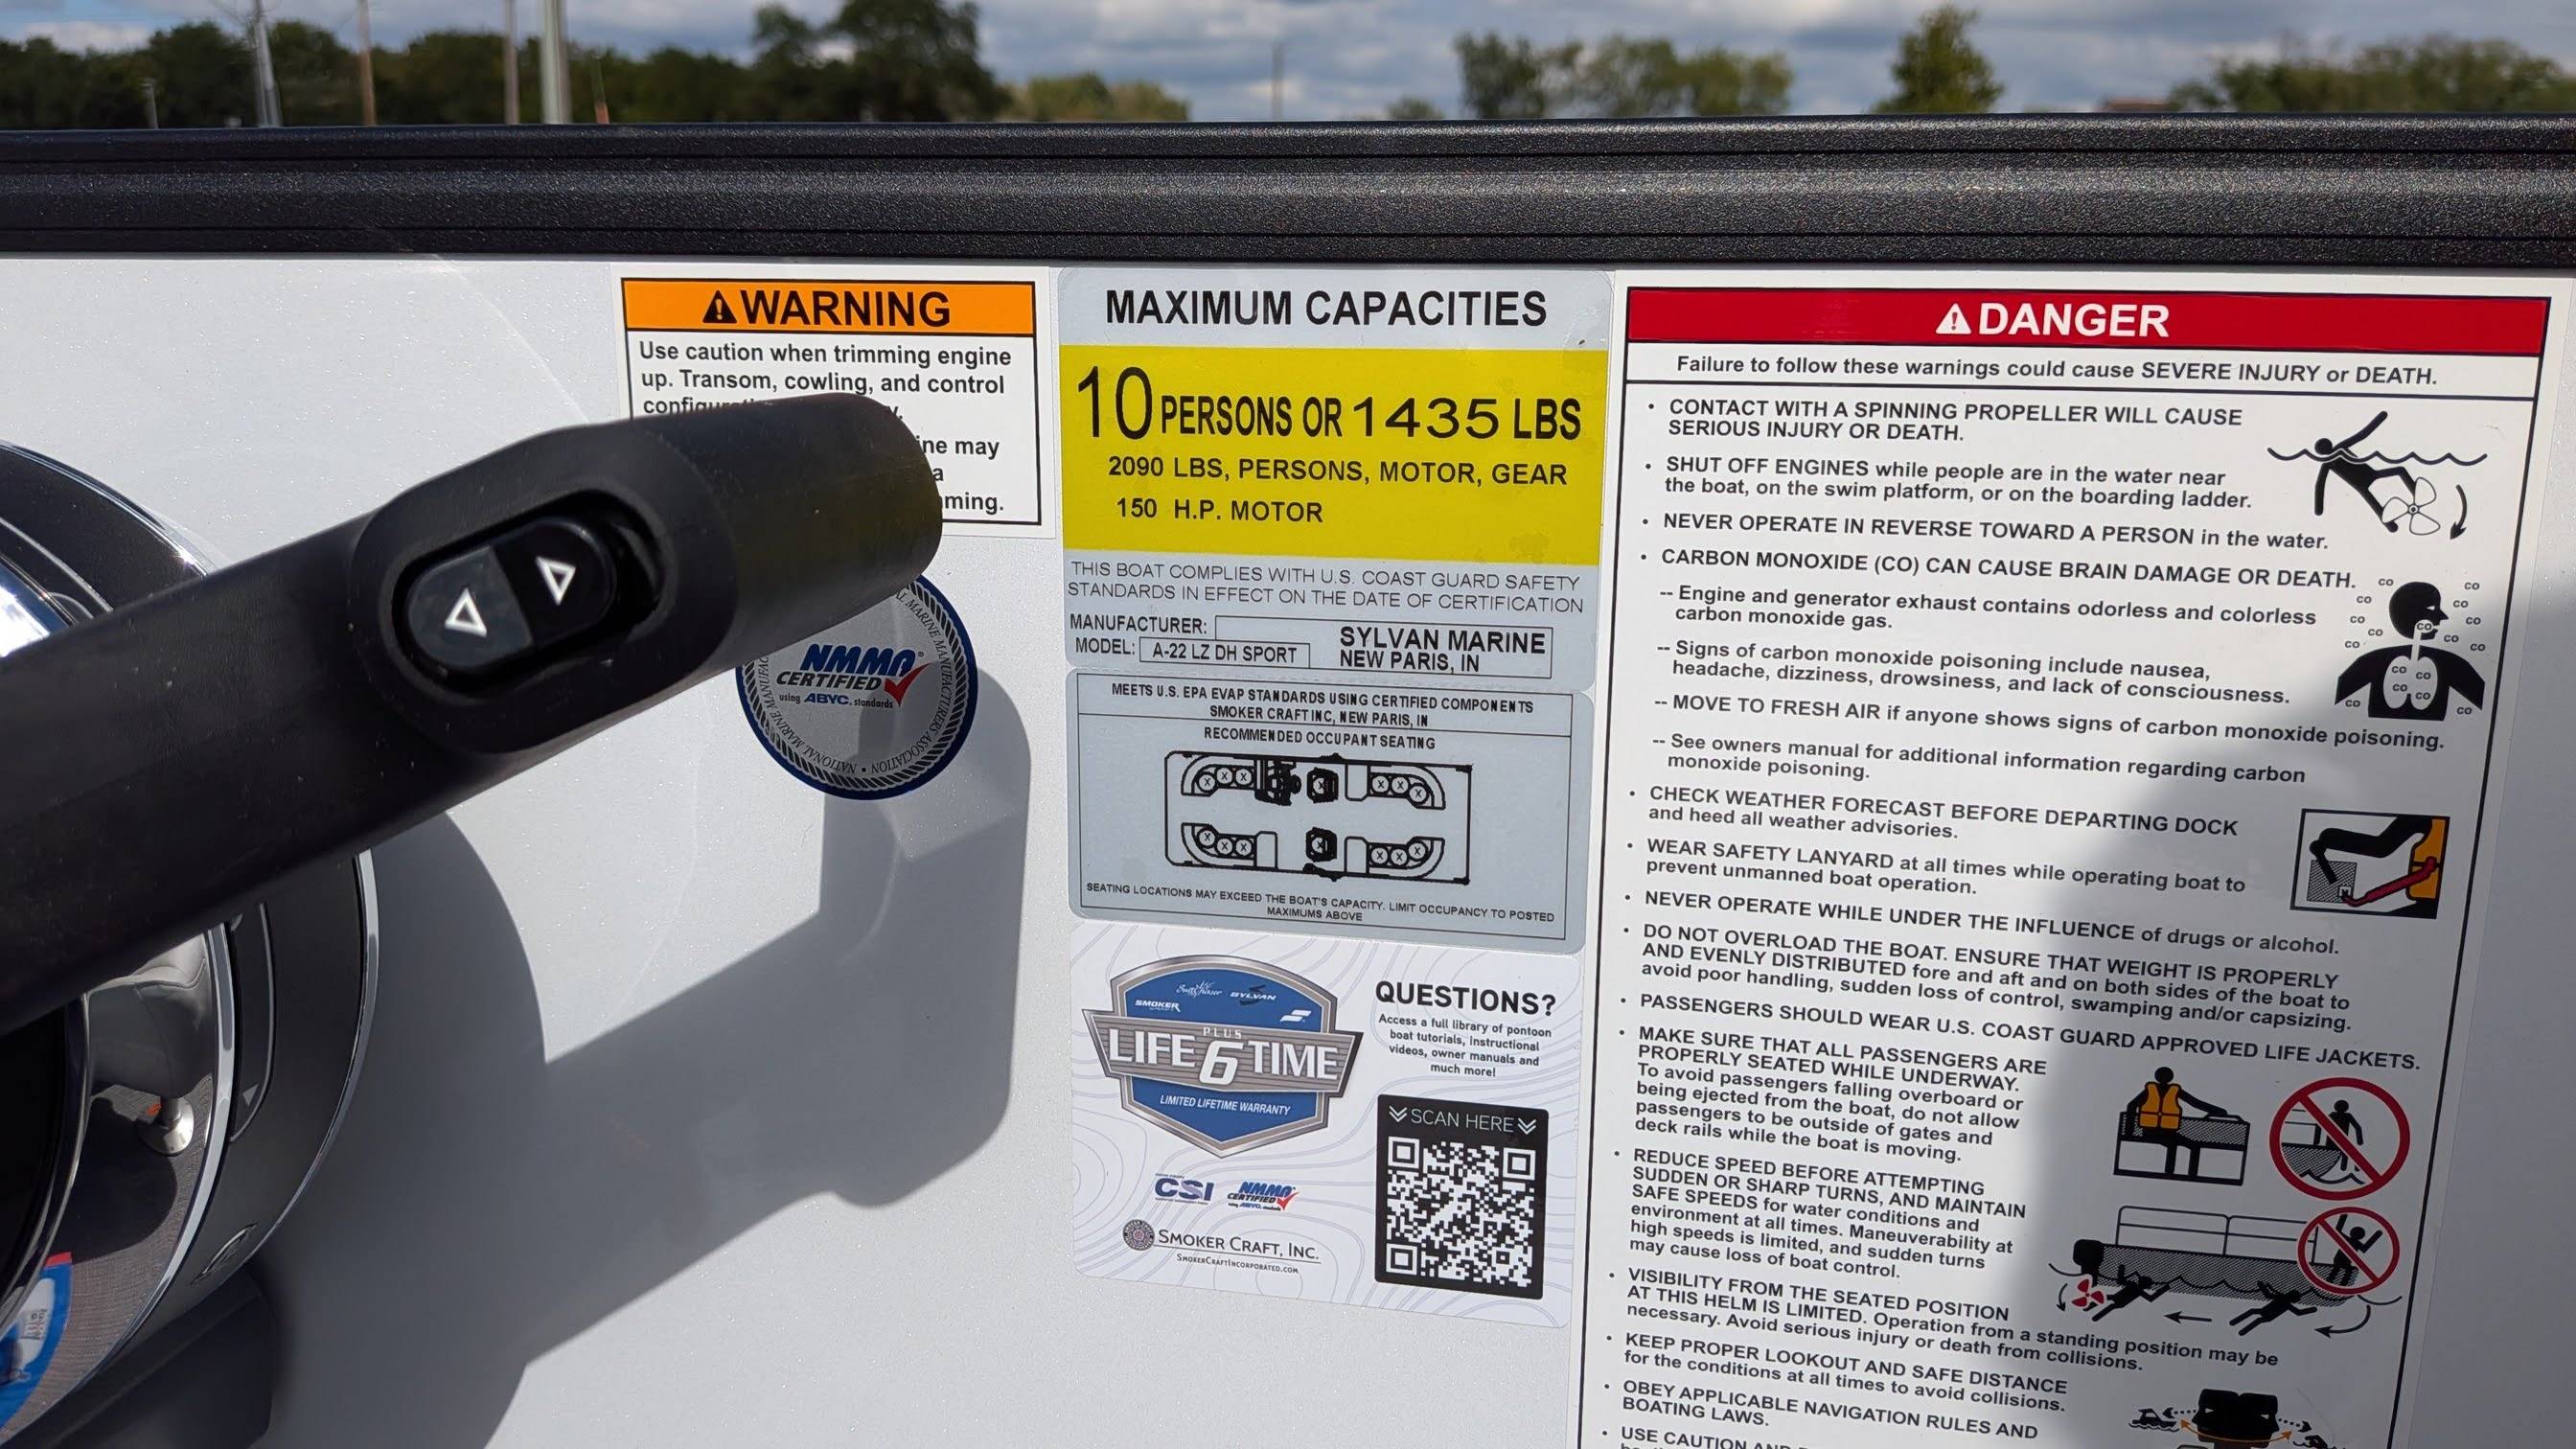 WARNING
Use caution when trimming engine
up. Transom, cowling, and control
ine may
a
ming.
NMMA
CERTIFIED
using ABYC. standards
NATIONAL MARINE MANUFACTURERS ASSOCIATION
MAXIMUM CAPACITIES
10 PERSONS OR 1435 LBS
2090 LBS, PERSONS, MOTOR, GEAR
150 H.P. MOTOR
THIS BOAT COMPLIES WITH U.S. COAST GUARD SAFETY
STANDARDS IN EFFECT ON THE DATE OF CERTIFICATION
MANUFACTURER:
SYLVAN MARINE
MODEL: A-22 LZ DH SPORT
NEW PARIS, IN
MEETS U.S. EPA EVAP STANDARDS USING CERTIFIED COMPONENTS
SMOKER CRAFT INC, NEW PARIS, IN
RECOMMENDED OCCUPANT SEATING
SEATING LOCATIONS MAY EXCEED THE BOAT'S CAPACITY. LIMIT OCCUPANCY TO POSTED
MAXIMUMS ABOVE
SYLVAN
SMOKER
PLUS
LIFE 6 TIME
LIMITED LIFETIME WARRANTY
QUESTIONS?
Access a full library of pontoon
boat tutorials, instructional
videos, owner manuals and
much more!
SCAN HERE
CSI
NMMA
CERTIFIED
SMOKER CRAFT, INC.
SMOKERCRAFTINCORPORATED.COM
DANGER
Failure to follow these warnings could cause SEVERE INJURY or DEATH.
• CONTACT WITH A SPINNING PROPELLER WILL CAUSE
SERIOUS INJURY OR DEATH.
• SHUT OFF ENGINES while people are in the water near
the boat, on the swim platform, or on the boarding ladder.
• NEVER OPERATE IN REVERSE TOWARD A PERSON in the water.
• CARBON MONOXIDE (CO) CAN CAUSE BRAIN DAMAGE OR DEATH.
-- Engine and generator exhaust contains odorless and colorless
carbon monoxide gas.
-- Signs of carbon monoxide poisoning include nausea,
headache, dizziness, drowsiness, and lack of consciousness.
-- MOVE TO FRESH AIR if anyone shows signs of carbon monoxide poisoning.
-- See owners manual for additional information regarding carbon
monoxide poisoning.
• CHECK WEATHER FORECAST BEFORE DEPARTING DOCK
and heed all weather advisories.
• WEAR SAFETY LANYARD at all times while operating boat to
prevent unmanned boat operation.
• NEVER OPERATE WHILE UNDER THE INFLUENCE of drugs or alcohol.
• DO NOT OVERLOAD THE BOAT. ENSURE THAT WEIGHT IS PROPERLY
AND EVENLY DISTRIBUTED fore and aft and on both sides of the boat to
avoid poor handling, sudden loss of control, swamping and/or capsizing.
• PASSENGERS SHOULD WEAR U.S. COAST GUARD APPROVED LIFE JACKETS.
• MAKE SURE THAT ALL PASSENGERS ARE
PROPERLY SEATED WHILE UNDERWAY.
To avoid passengers falling overboard or
being ejected from the boat, do not allow
passengers to be outside of gates and
deck rails while the boat is moving.
• REDUCE SPEED BEFORE ATTEMPTING
SUDDEN OR SHARP TURNS, AND MAINTAIN
SAFE SPEEDS for water conditions and
environment at all times. Maneuverability at
high speeds is limited, and sudden turns
may cause loss of boat control.
• VISIBILITY FROM THE SEATED POSITION
AT THIS HELM IS LIMITED. Operation from a standing position may be
necessary. Avoid serious injury or death from collisions.
• KEEP PROPER LOOKOUT AND SAFE DISTANCE
for the conditions at all times to avoid collisions.
• OBEY APPLICABLE NAVIGATION RULES AND
BOATING LAWS.
• USE CAUTION